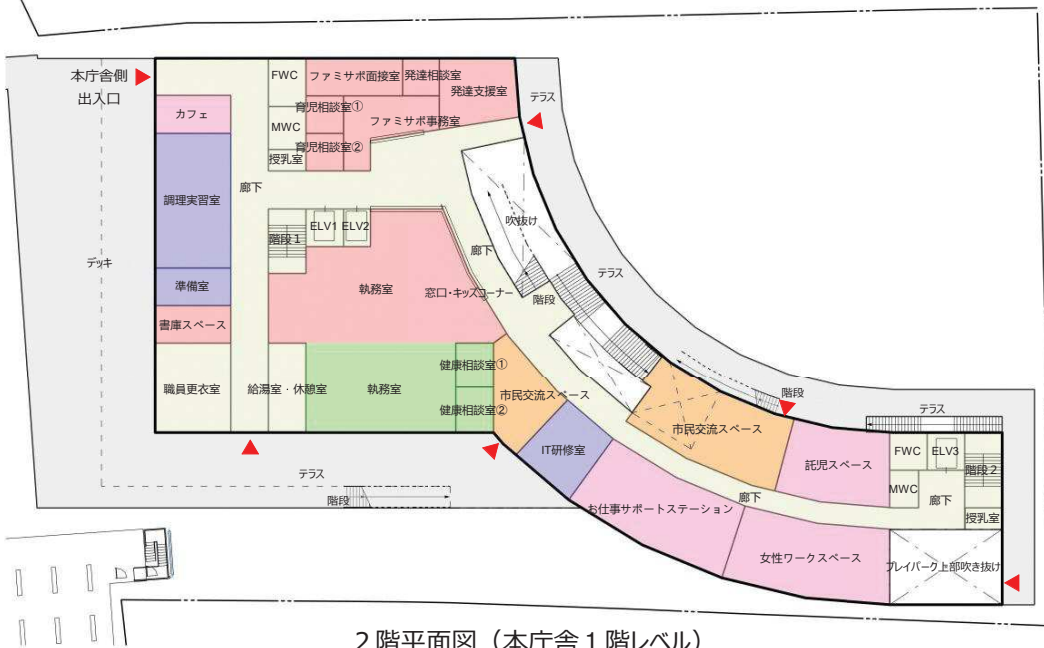 本庁舎側
出入口
FWC
ファミサポ面接室
発達相談室
発達支援室
テラス
カフェ
育児相談室①
ファミサポ事務室
MWC
育児相談室②
授乳室
廊下
調理実習室
吹抜け
ELV1
ELV2
階段１
廊下
デッキ
テラス
準備室
執務室
窓口・キッズコーナー
階段
書庫スペース
健康相談室①
職員更衣室
給湯室・休憩室
執務室
市民交流スペース
階段
健康相談室②
テラス
市民交流スペース
IT研修室
託児スペース
FWC
ELV3
階段２
テラス
MWC
廊下
階段
お仕事サポートステーション
廊下
授乳室
女性ワークスペース
プレイパーク上部吹き抜け
２階平面図（本庁舎１階レベル）